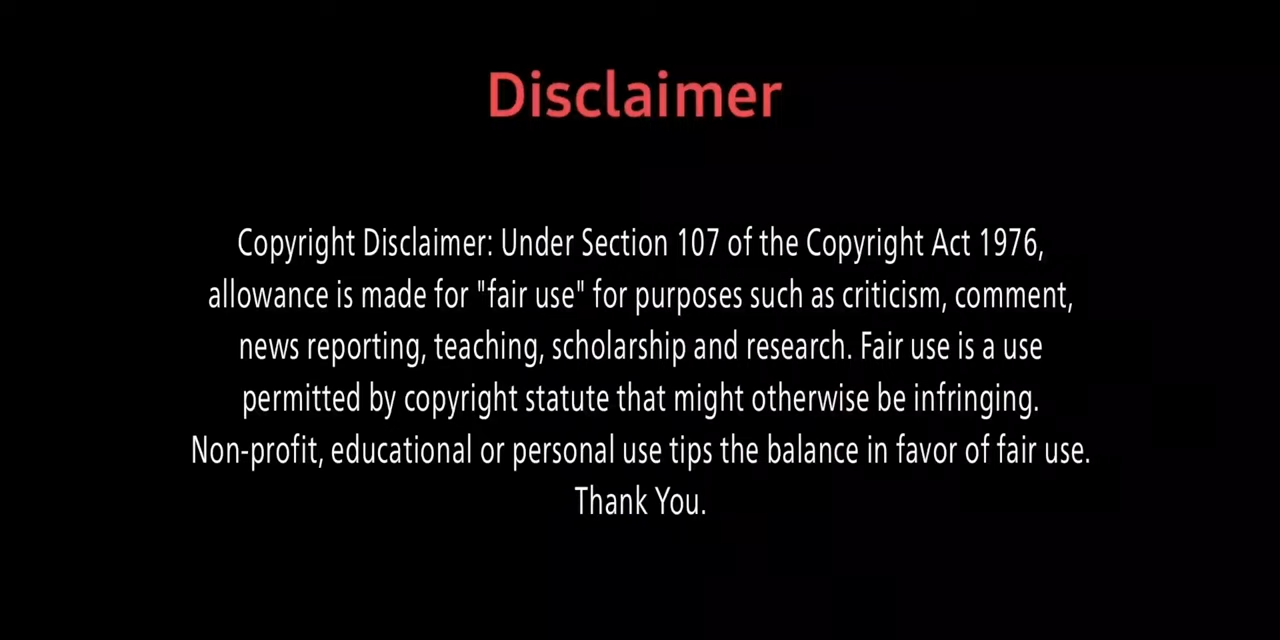 Disclaimer
Copyright Disclaimer: Under Section 107 of the Copyright Act 1976,
allowance is made for "fair use" for purposes such as criticism, comment,
news reporting, teaching, scholarship and research. Fair use is a use
permitted by copyright statute that might otherwise be infringing.
Non-profit, educational or personal use tips the balance in favor of fair use.
Thank You.